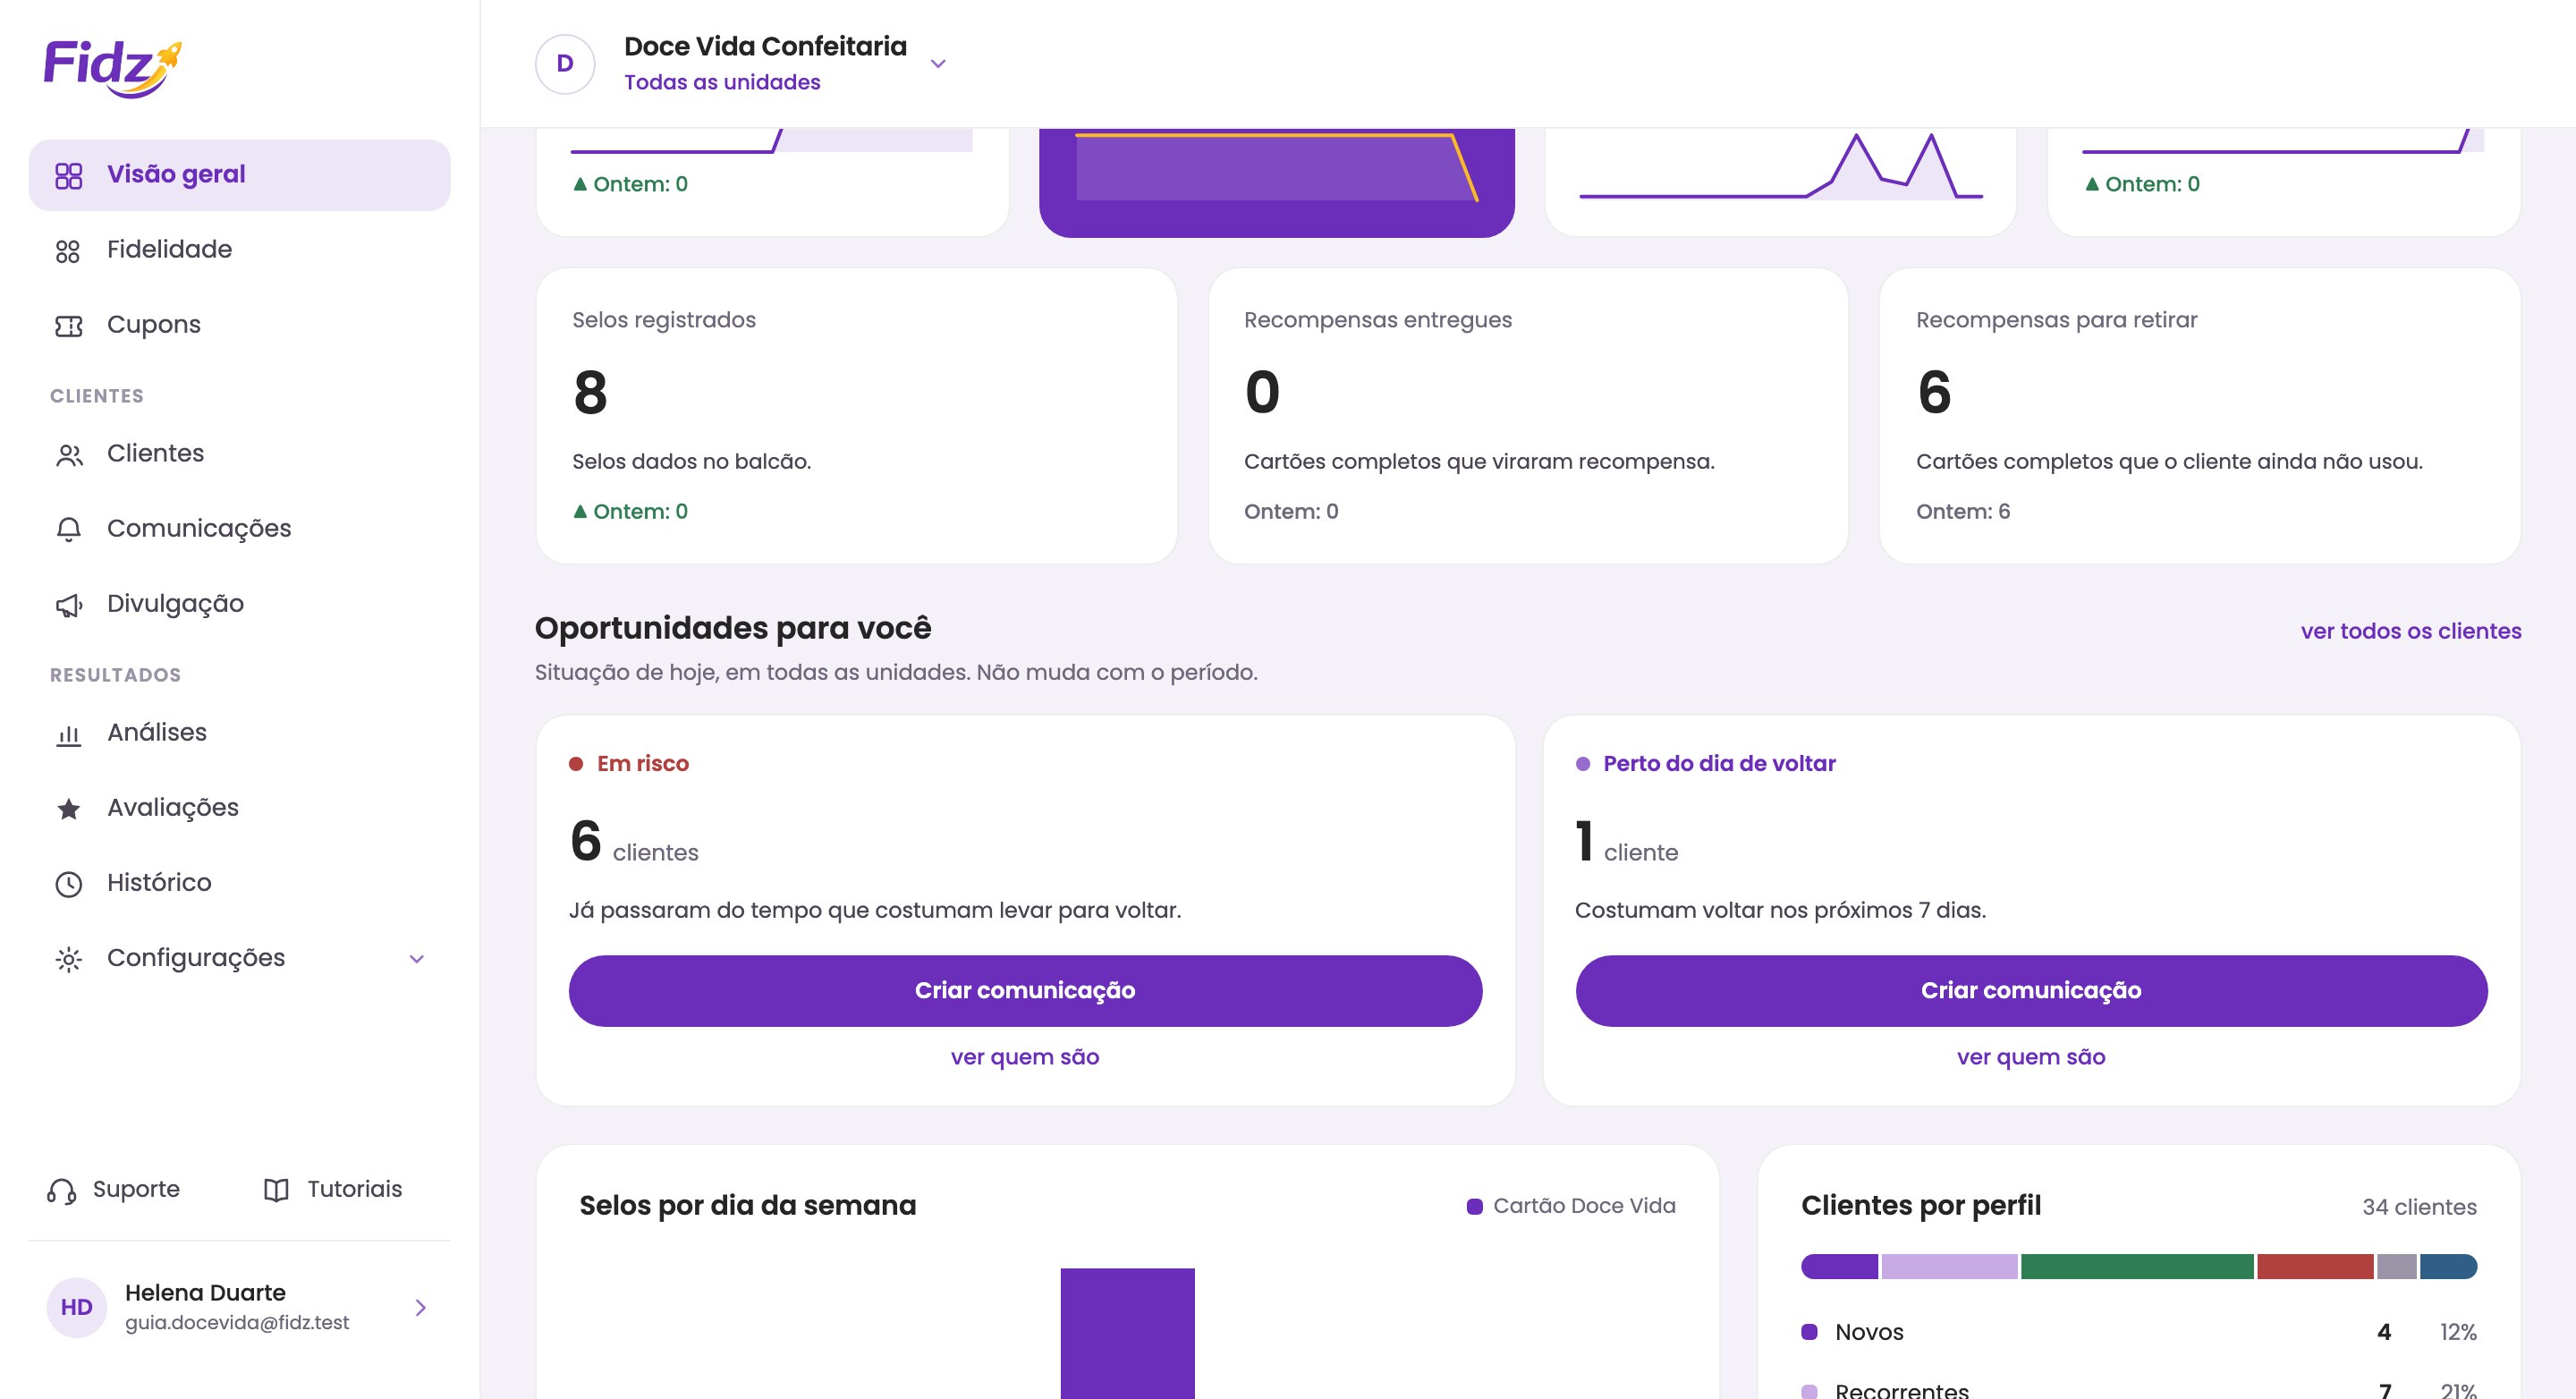 Fidz
Visão geral
Fidelidade
Cupons
CLIENTES
Clientes
Comunicações
Divulgação
RESULTADOS
Análises
Avaliações
Histórico
Configurações
Suporte
Tutoriais
HD
Helena Duarte
guia.docevida@fidz.test
D
Doce Vida Confeitaria
Todas as unidades
▲ Ontem: 0
▲ Ontem: 0
Selos registrados
8
Selos dados no balcão.
▲ Ontem: 0
Recompensas entregues
0
Cartões completos que viraram recompensa.
Ontem: 0
Recompensas para retirar
6
Cartões completos que o cliente ainda não usou.
Ontem: 6
Oportunidades para você
ver todos os clientes
Situação de hoje, em todas as unidades. Não muda com o período.
Em risco
6 clientes
Já passaram do tempo que costumam levar para voltar.
Criar comunicação
ver quem são
Perto do dia de voltar
1 cliente
Costumam voltar nos próximos 7 dias.
Criar comunicação
ver quem são
Selos por dia da semana
Cartão Doce Vida
Clientes por perfil
34 clientes
Novos 4 12%
Recorrentes 7 21%